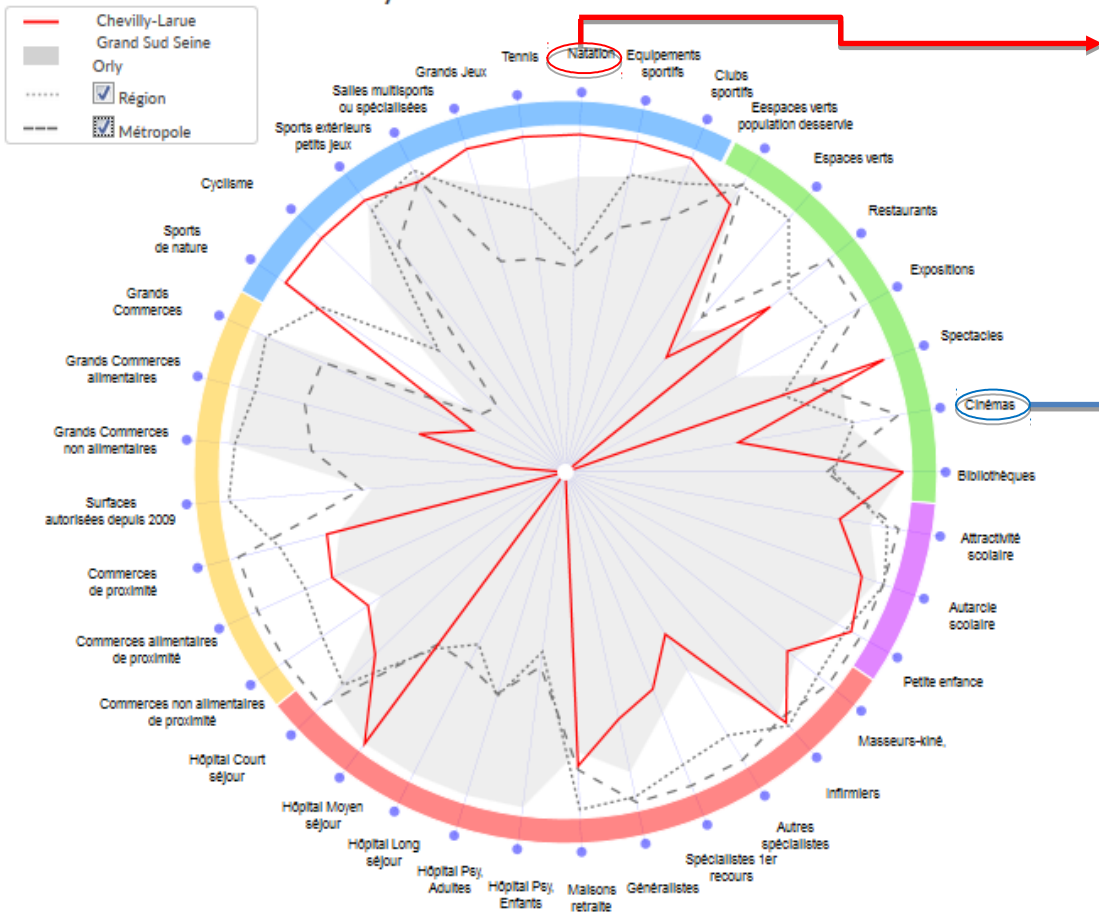 Chevilly-Larue
Grand Sud Seine
Orly
Région
Métropole
Tennis
Natation
Equipements
sportifs
Clubs
sportifs
Eespaces verts
population desservie
Espaces verts
Restaurants
Expositions
Spectacles
Cinémas
Bibliothèques
Attractivité
scolaire
Autarcie
scolaire
Petite enfance
Masseurs-kiné,
Infirmiers
Autres
spécialistes
Spécialistes 1er
recours
Généralistes
Maisons
retraite
Hôpital Psy,
Enfants
Hôpital Psy,
Adultes
Hôpital Long
séjour
Hôpital Moyen
séjour
Hôpital Court
séjour
Commerces non alimentaires
de proximité
Commerces alimentaires
de proximité
Commerces
de proximité
Surfaces
autorisées depuis 2009
Grands Commerces
non alimentaires
Grands Commerces
alimentaires
Grands
Commerces
Sports
de nature
Cyclisme
Sports extérieurs
petits jeux
Salles multisports
ou spécialisées
Grands Jeux